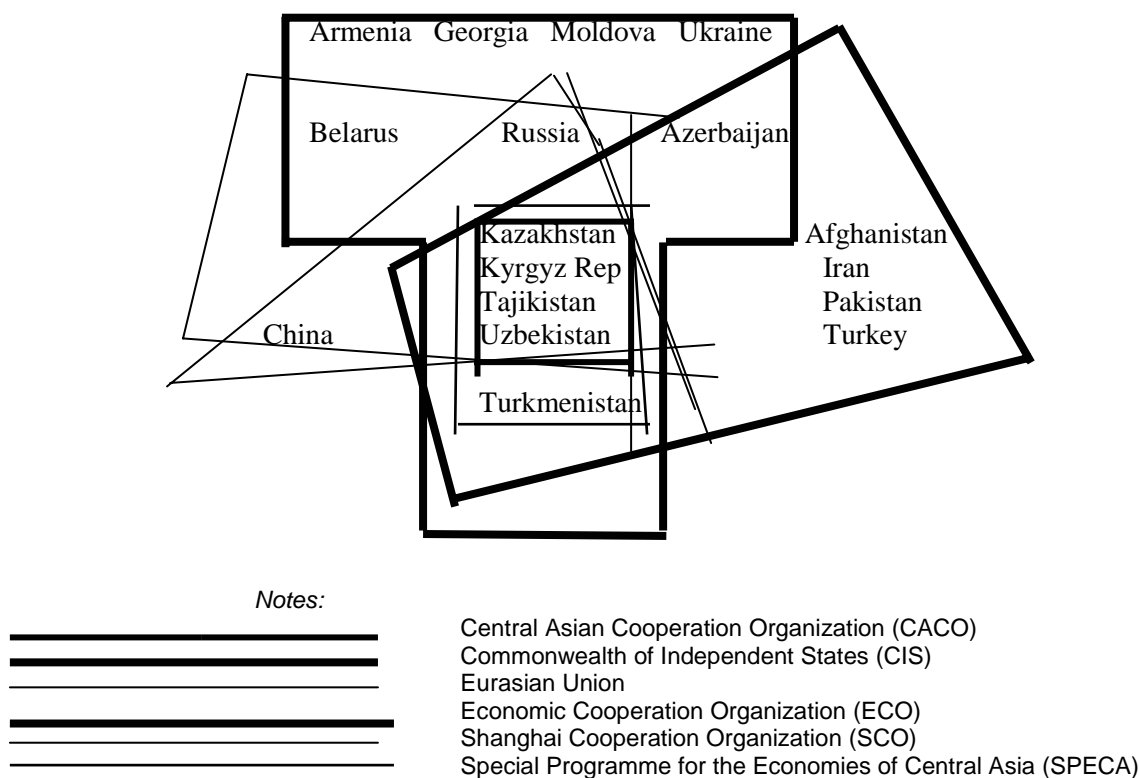 Armenia Georgia Moldova Ukraine
Belarus Russia Azerbaijan
Kazakhstan Afghanistan
Kyrgyz Rep Iran
Tajikistan Pakistan
China Uzbekistan Turkey
Turkmenistan
Notes:
Central Asian Cooperation Organization (CACO)
Commonwealth of Independent States (CIS)
Eurasian Union
Economic Cooperation Organization (ECO)
Shanghai Cooperation Organization (SCO)
Special Programme for the Economies of Central Asia (SPECA)